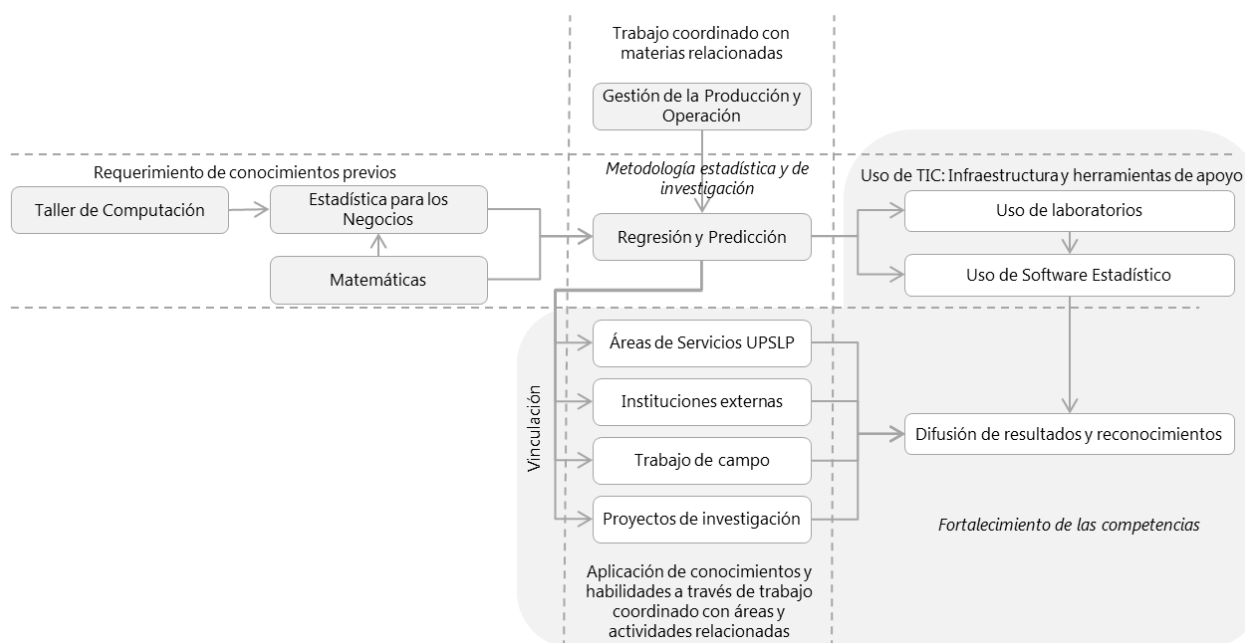 Trabajo coordinado con
materias relacionadas
Gestión de la Producción y
Operación
Requerimiento de conocimientos previos
Metodología estadística y de
investigación
Uso de TIC: Infraestructura y herramientas de apoyo
Taller de Computación
Estadística para los
Negocios
Matemáticas
Regresión y Predicción
Uso de laboratorios
Uso de Software Estadístico
Vinculación
Áreas de Servicios UPSLP
Instituciones externas
Trabajo de campo
Proyectos de investigación
Difusión de resultados y reconocimientos
Fortalecimiento de las competencias
Aplicación de conocimientos y
habilidades a través de trabajo
coordinado con áreas y
actividades relacionadas